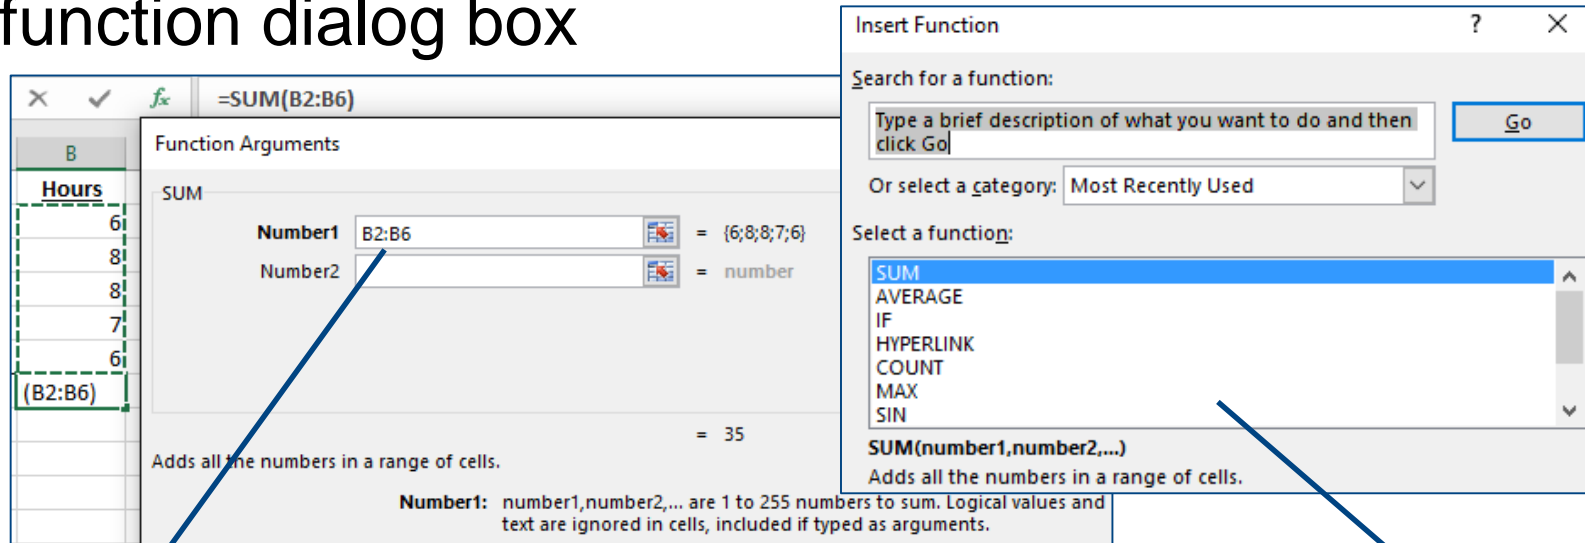 function dialog box
fx =SUM(B2:B6)
B
Hours
6
8
8
7
6
(B2:B6)
Function Arguments
SUM
Number1 B2:B6 = {6;8;8;7;6}
Number2 = number
= 35
Adds all the numbers in a range of cells.
Number1: number1,number2,... are 1 to 255 numbers to sum. Logical values and
text are ignored in cells, included if typed as arguments.
Insert Function ?
Search for a function:
Type a brief description of what you want to do and then
click Go
Go
Or select a category: Most Recently Used
Select a function:
SUM
AVERAGE
IF
HYPERLINK
COUNT
MAX
SIN
SUM(number1,number2,...)
Adds all the numbers in a range of cells.